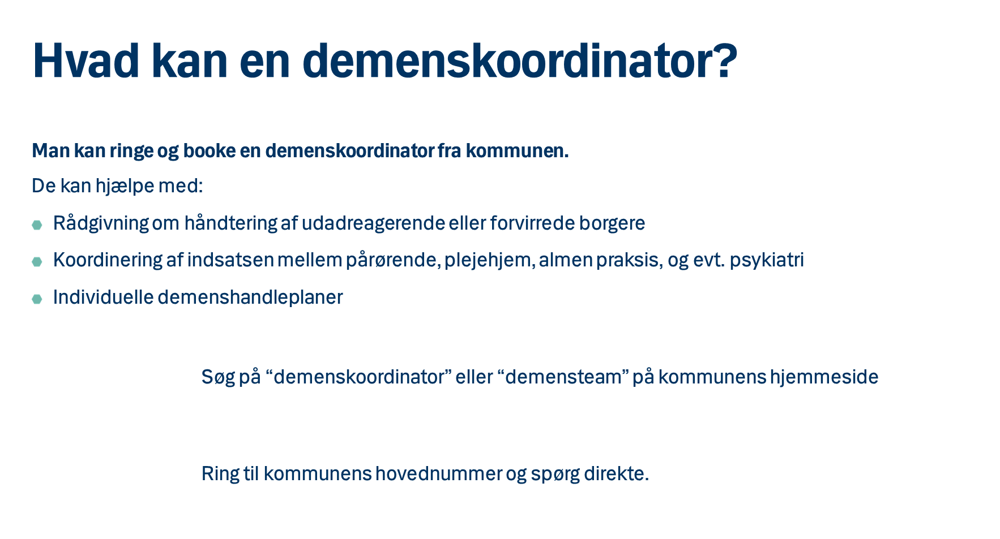 Hvad kan en demenskoordinator?
Man kan ringe og booke en demenskoordinator fra kommunen.
De kan hjælpe med:
Rådgivning om håndtering af udadreagerende eller forvirrede borgere
Koordinering af indsatsen mellem pårørende, plejehjem, almen praksis, og evt. psykiatri
Individuelle demenshandleplaner
Søg på “demenskoordinator” eller “demensteam” på kommunens hjemmeside
Ring til kommunens hovednummer og spørg direkte.